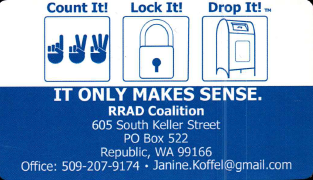 Count It! Lock It! Drop It! ™
IT ONLY MAKES SENSE.
RRAD Coalition
605 South Keller Street
PO Box 522
Republic, WA 99166
Office: 509-207-9174 • Janine.Koffel@gmail.com